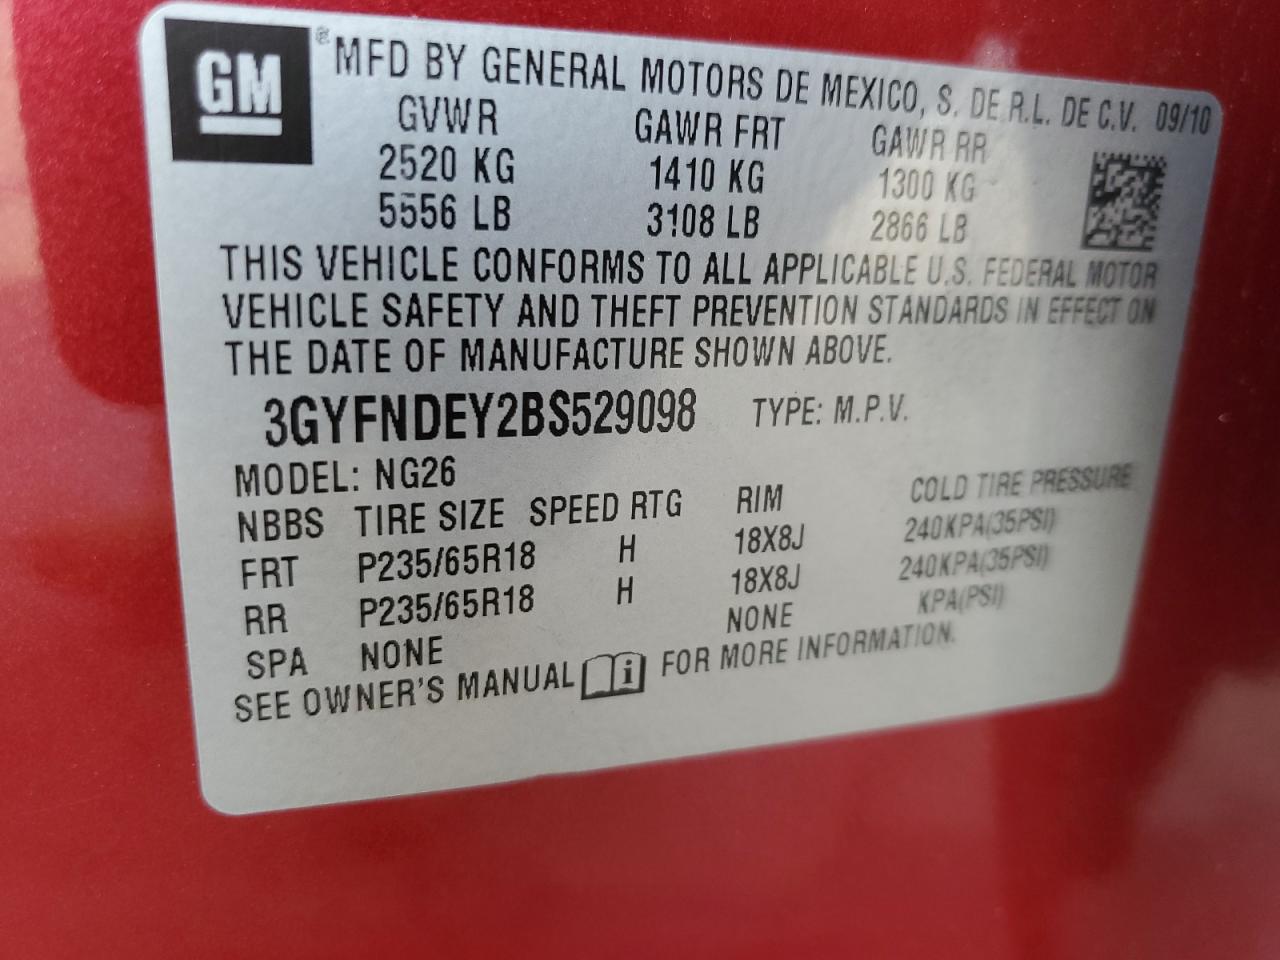 GM ® MFD BY GENERAL MOTORS DE MEXICO, S. DE R.L. DE C.V. 09/10
GVWR GAWR FRT GAWR RR
2520 KG 1410 KG 1300 KG
5556 LB 3108 LB 2866 LB
THIS VEHICLE CONFORMS TO ALL APPLICABLE U.S. FEDERAL MOTOR
VEHICLE SAFETY AND THEFT PREVENTION STANDARDS IN EFFECT ON
THE DATE OF MANUFACTURE SHOWN ABOVE.
3GYFNDEY2BS529098 TYPE: M.P.V.
MODEL: NG26
NBBS TIRE SIZE SPEED RTG RIM COLD TIRE PRESSURE
FRT P235/65R18 H 18X8J 240KPA(35PSI)
RR P235/65R18 H 18X8J 240KPA(35PSI)
SPA NONE NONE KPA(PSI)
SEE OWNER'S MANUAL i FOR MORE INFORMATION.